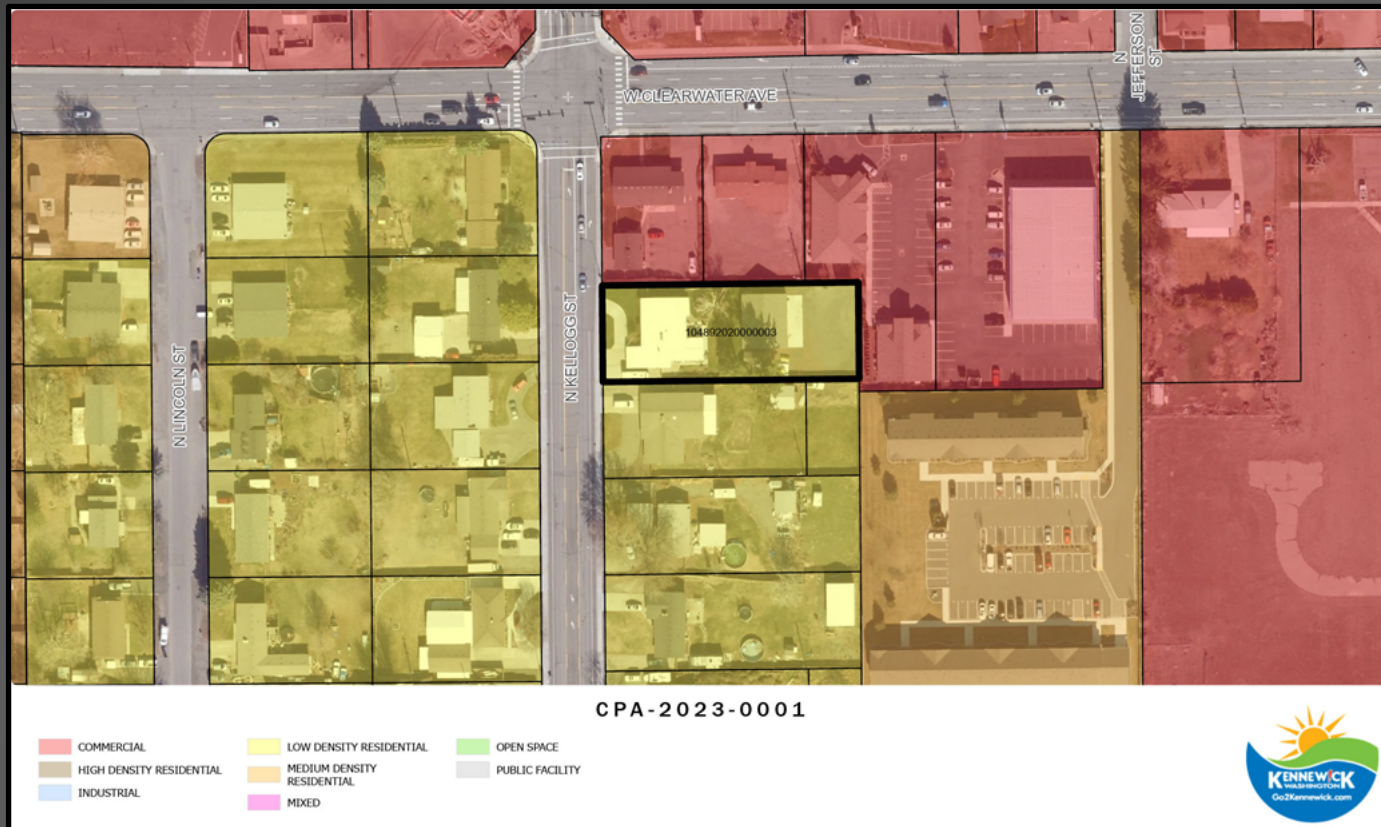 N
JEFFERSON
ST
W CLEARWATER AVE
N LINCOLN ST
N KELLOGG ST
104892020000003
CPA-2023-0001
COMMERCIAL
HIGH DENSITY RESIDENTIAL
INDUSTRIAL
LOW DENSITY RESIDENTIAL
MEDIUM DENSITY
RESIDENTIAL
MIXED
OPEN SPACE
PUBLIC FACILITY
KENNEWICK
WASHINGTON
Go2Kennewick.com